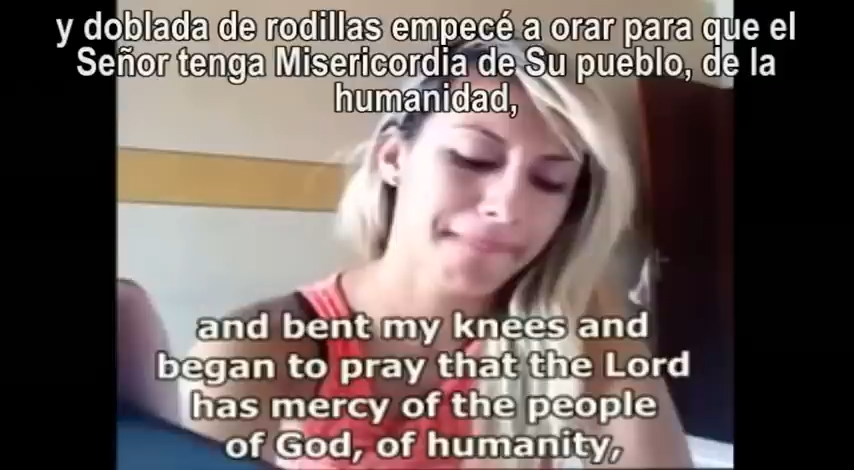 y doblada de rodillas empecé a orar para que el
Señor tenga Misericordia de Su pueblo, de la
humanidad,
and bent my knees and
began to pray that the Lord
has mercy of the people
of God, of humanity,